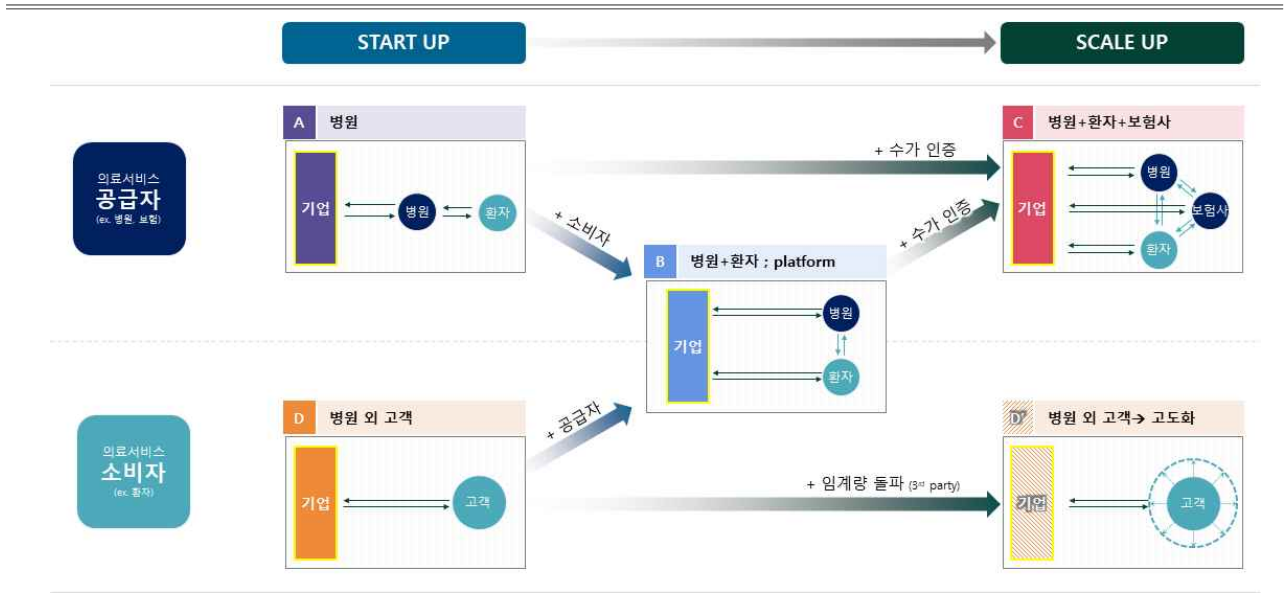 START UP
SCALE UP
의료서비스
공급자
(ex. 병원, 보험)
A 병원
기업
병원
환자
+ 수가 인증
C 병원+환자+보험사
기업
병원
보험사
환자
+ 소비자
+ 수가 인증
B 병원+환자 ; platform
기업
병원
환자
의료서비스
소비자
(ex. 환자)
D 병원 외 고객
기업
고객
+ 공급자
+ 임계량 돌파 (3rd party)
D' 병원 외 고객→ 고도화
기업
고객